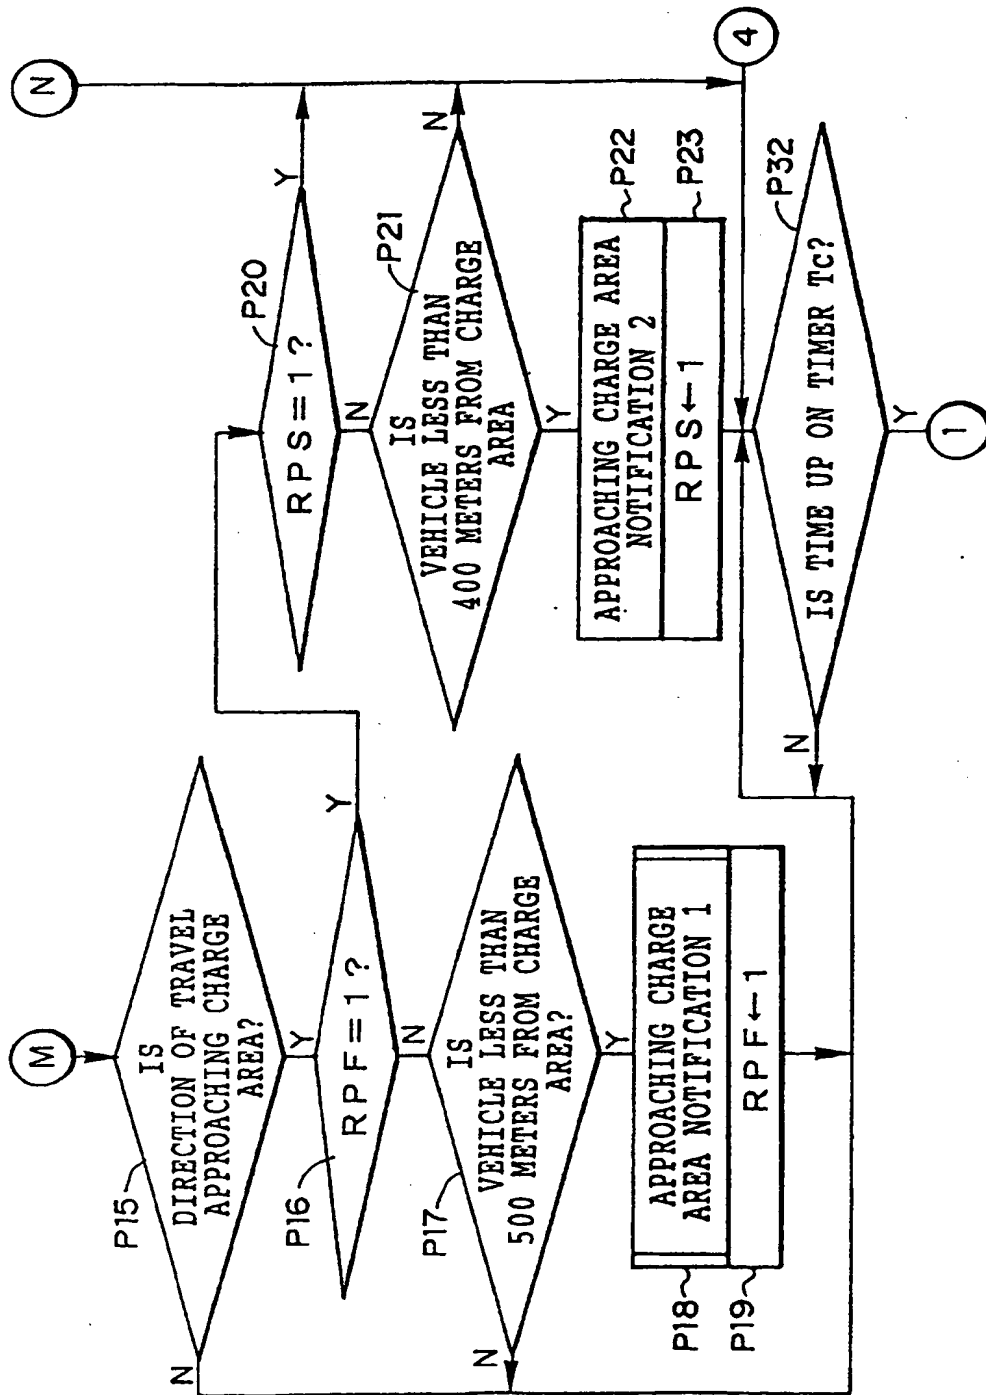 M
P15
IS
DIRECTION OF TRAVEL
APPROACHING CHARGE
AREA?
N
Y
P16
RPF=1?
Y
N
P17
IS
VEHICLE LESS THAN
500 METERS FROM CHARGE
AREA?
N
Y
P18
APPROACHING CHARGE
AREA NOTIFICATION 1
P19
RPF←1
N
P20
RPS=1?
Y
N
P21
IS
VEHICLE LESS THAN
400 METERS FROM CHARGE
AREA
N
Y
APPROACHING CHARGE AREA
NOTIFICATION 2
P22
RPS←1
P23
4
P32
IS TIME UP ON TIMER Tc?
N
Y
1